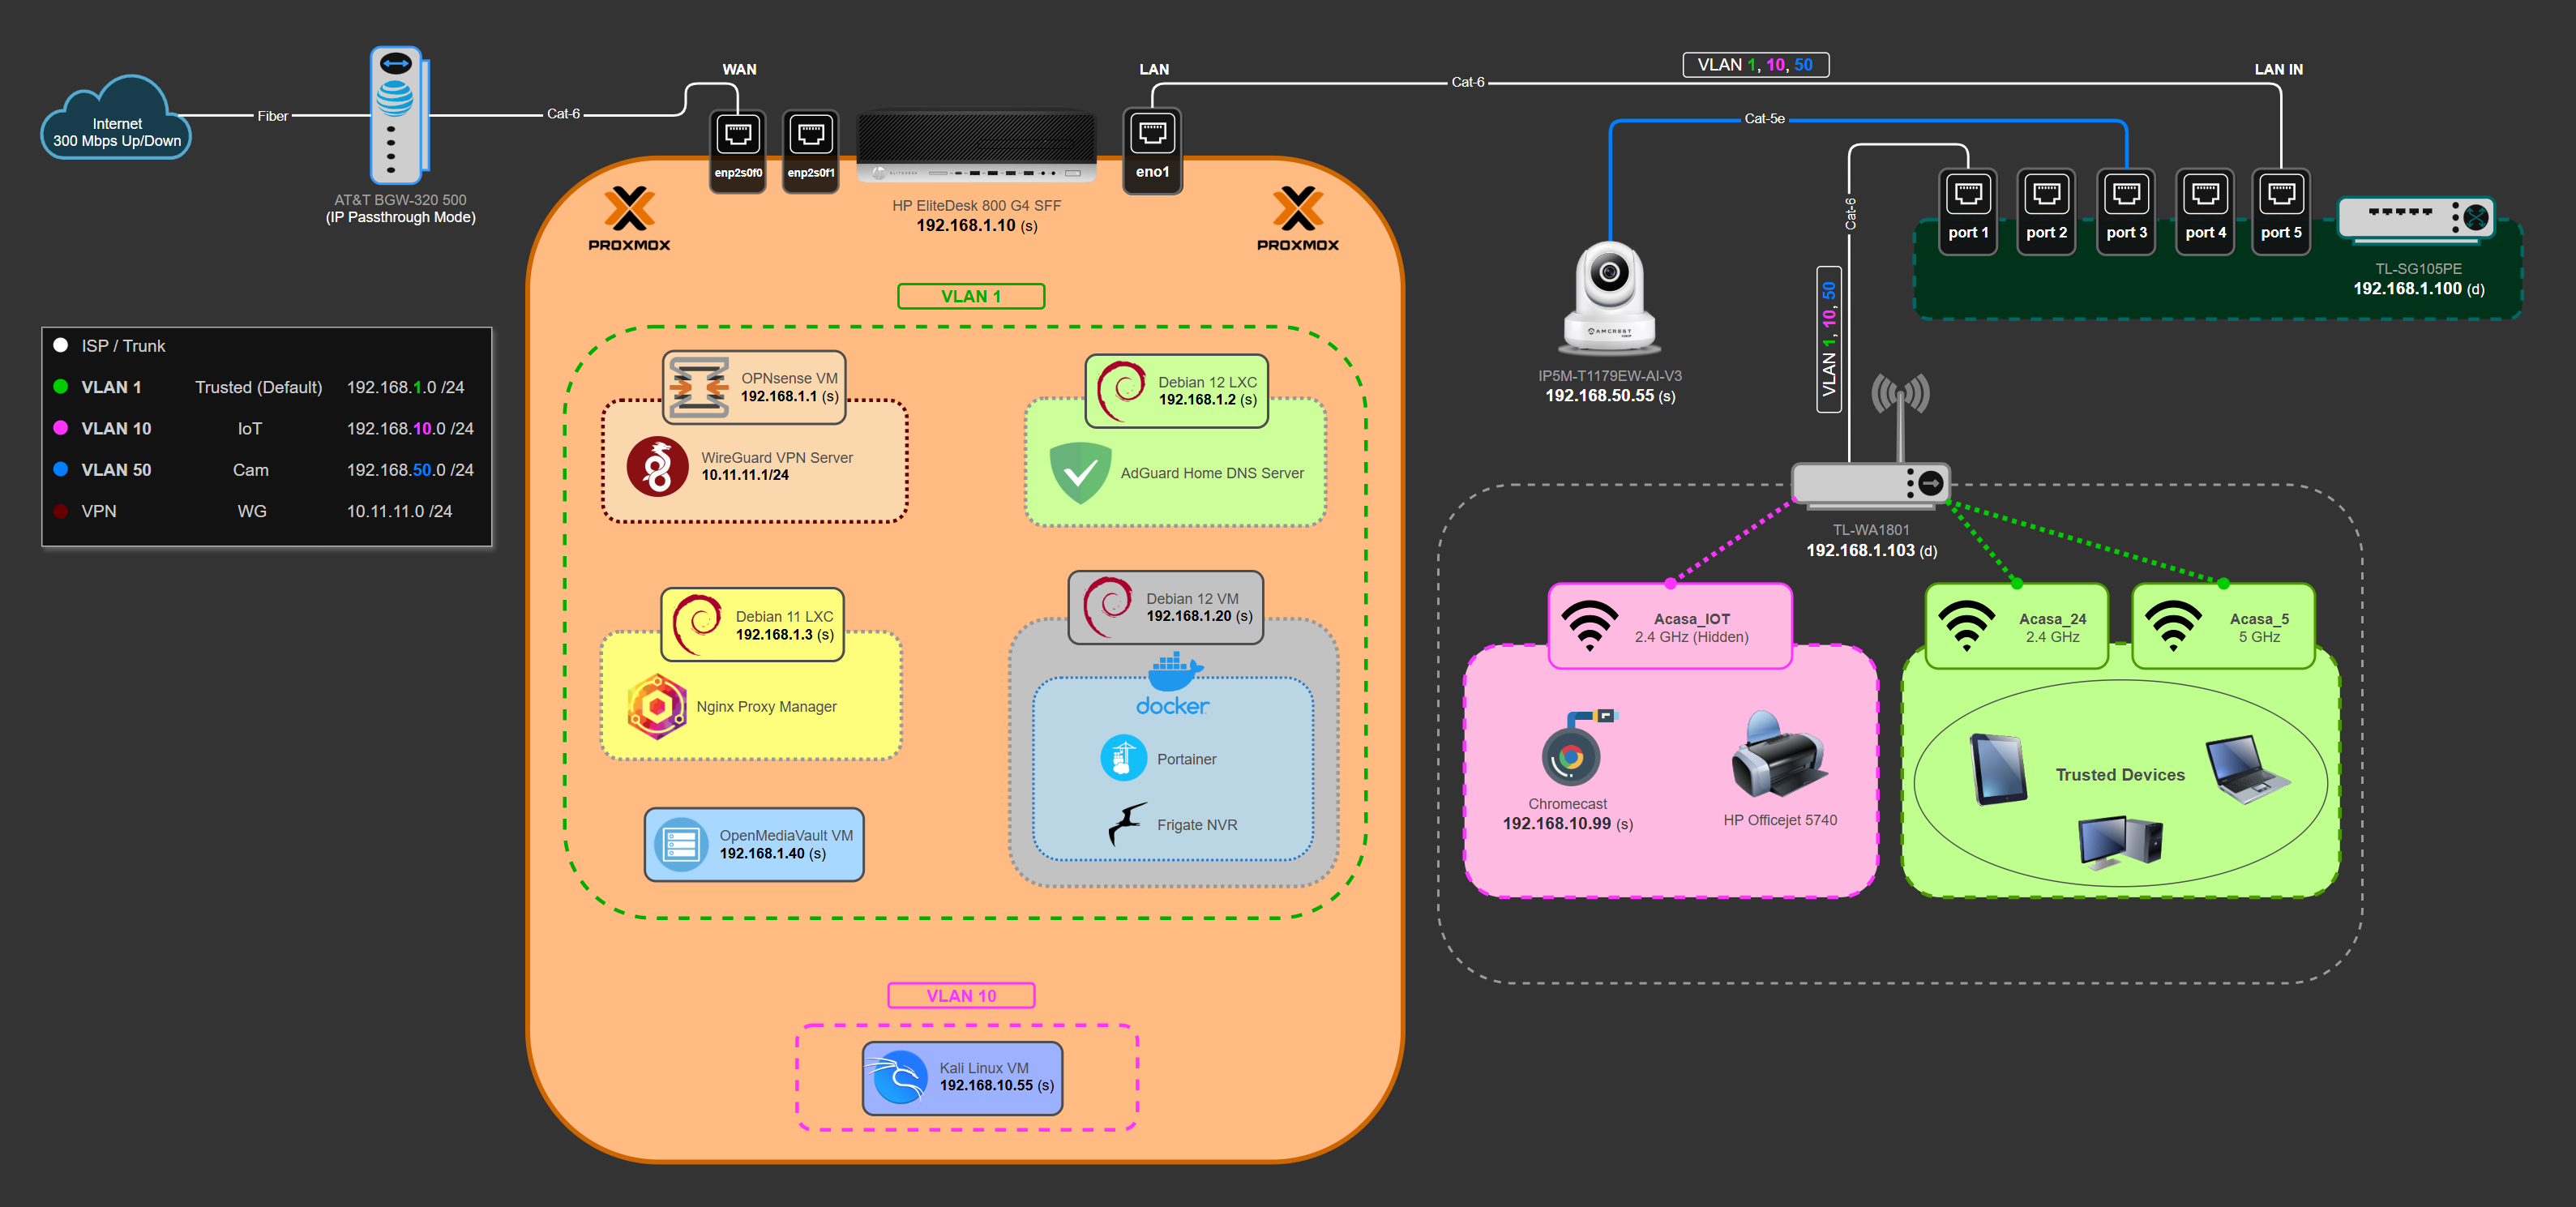 Internet
300 Mbps Up/Down
Fiber
AT&T BGW-320 500
(IP Passthrough Mode)
Cat-6
WAN
enp2s0f0
enp2s0f1
HP EliteDesk 800 G4 SFF
192.168.1.10 (s)
LAN
eno1
Cat-6
VLAN 1, 10, 50
LAN IN
Cat-5e
Cat-6
VLAN 1, 10, 50
port 1
port 2
port 3
port 4
port 5
TL-SG105PE
192.168.1.100 (d)
AMCREST
IP5M-T1179EW-AI-V3
192.168.50.55 (s)
ISP / Trunk
VLAN 1 Trusted (Default) 192.168.1.0 /24
VLAN 10 IoT 192.168.10.0 /24
VLAN 50 Cam 192.168.50.0 /24
VPN WG 10.11.11.0 /24
PROXMOX
PROXMOX
VLAN 1
OPNsense VM
192.168.1.1 (s)
WireGuard VPN Server
10.11.11.1/24
Debian 12 LXC
192.168.1.2 (s)
AdGuard Home DNS Server
Debian 11 LXC
192.168.1.3 (s)
Nginx Proxy Manager
Debian 12 VM
192.168.1.20 (s)
docker
Portainer
Frigate NVR
OpenMediaVault VM
192.168.1.40 (s)
VLAN 10
Kali Linux VM
192.168.10.55 (s)
TL-WA1801
192.168.1.103 (d)
Acasa_IOT
2.4 GHz (Hidden)
Acasa_24
2.4 GHz
Acasa_5
5 GHz
Chromecast
192.168.10.99 (s)
HP Officejet 5740
Trusted Devices